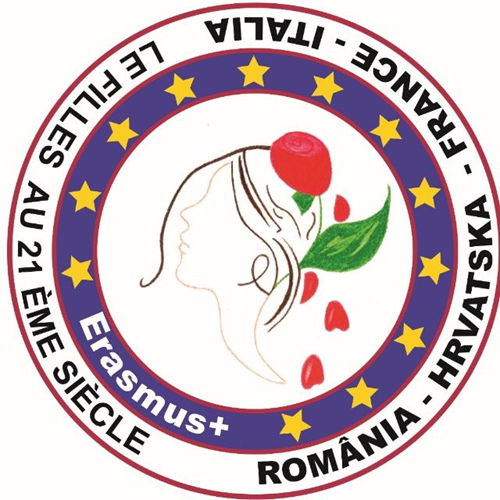 LE FILLES AU 21 ÈME SIÈCLE
ROMÂNIA - HRVATSKA - FRANCE - ITALIA
Erasmus+